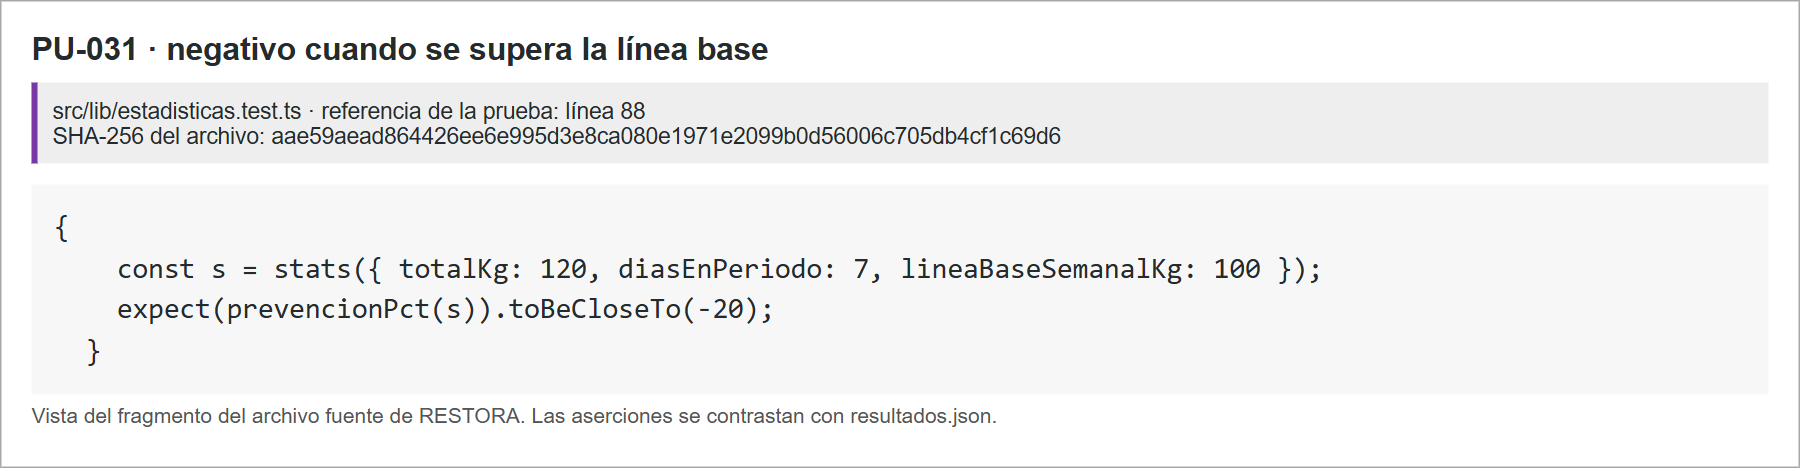 PU-031 · negativo cuando se supera la línea base
src/lib/estadisticas.test.ts · referencia de la prueba: línea 88
SHA-256 del archivo: aae59aead864426ee6e995d3e8ca080e1971e2099b0d56006c705db4cf1c69d6
{
    const s = stats({ totalKg: 120, diasEnPeriodo: 7, lineaBaseSemanalKg: 100 });
    expect(prevencionPct(s)).toBeCloseTo(-20);
  }
Vista del fragmento del archivo fuente de RESTORA. Las aserciones se contrastan con resultados.json.